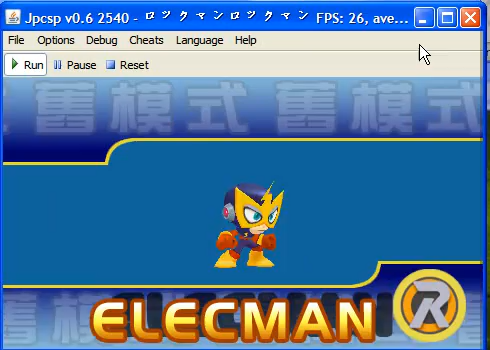 Jpcsp v0.6 2540 - ロックマンロックマン FPS: 26, ave...
File Options Debug Cheats Language Help
Run Pause Reset
舊模式 舊模式
ELECMAN
R